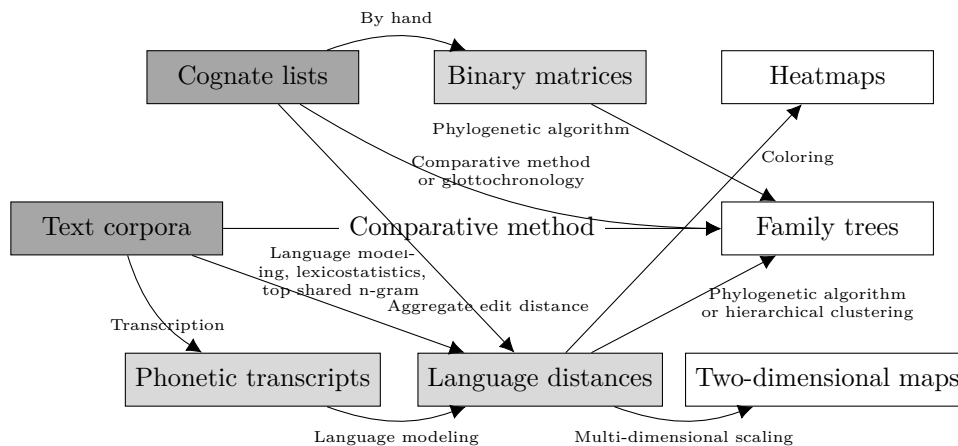 By hand
Cognate lists
Binary matrices
Heatmaps
Phylogenetic algorithm
Coloring
Comparative method
or glottochronology
Text corpora
Comparative method
Family trees
Language model-
ing, lexicostatistics,
top shared n-gram
Aggregate edit distance
Phylogenetic algorithm
or hierarchical clustering
Transcription
Phonetic transcripts
Language distances
Two-dimensional maps
Language modeling
Multi-dimensional scaling